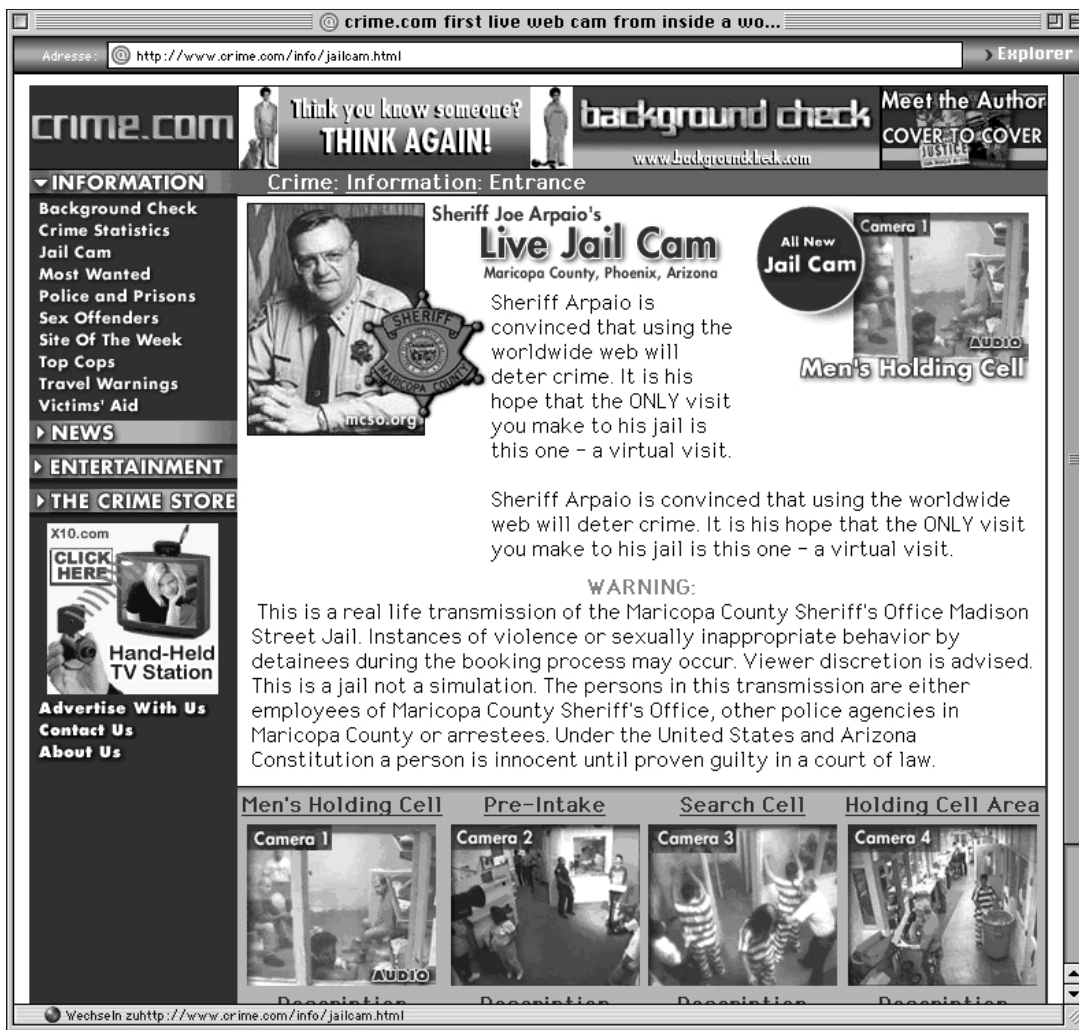 @ crime.com first live web cam from inside a wo...
Adresse: @ http://www.crime.com/info/jailcam.html
Explorer
crime.com
Think you know someone?
THINK AGAIN!
background check
www.backgroundcheck.com
Meet the Author
COVER TO COVER
JUSTICE
INFORMATION
Crime: Information: Entrance
Background Check
Crime Statistics
Jail Cam
Most Wanted
Police and Prisons
Sex Offenders
Site Of The Week
Top Cops
Travel Warnings
Victims' Aid
NEWS
ENTERTAINMENT
THE CRIME STORE
X10.com
CLICK
HERE
Hand-Held
TV Station
Advertise With Us
Contact Us
About Us
SHERIFF
MARICOPA COUNTY
mcso.org
Sheriff Joe Arpaio's
Live Jail Cam
Maricopa County, Phoenix, Arizona
All New
Jail Cam
Camera 1
AUDIO
Men's Holding Cell
Sheriff Arpaio is
convinced that using the
worldwide web will
deter crime. It is his
hope that the ONLY visit
you make to his jail is
this one - a virtual visit.
Sheriff Arpaio is convinced that using the worldwide
web will deter crime. It is his hope that the ONLY visit
you make to his jail is this one - a virtual visit.
WARNING:
This is a real life transmission of the Maricopa County Sheriff's Office Madison
Street Jail. Instances of violence or sexually inappropriate behavior by
detainees during the booking process may occur. Viewer discretion is advised.
This is a jail not a simulation. The persons in this transmission are either
employees of Maricopa County Sheriff's Office, other police agencies in
Maricopa County or arrestees. Under the United States and Arizona
Constitution a person is innocent until proven guilty in a court of law.
Men's Holding Cell Pre-Intake Search Cell Holding Cell Area
Camera 1 Camera 2 Camera 3 Camera 4
AUDIO
Description Description Description Description
Wechseln zuhttp://www.crime.com/info/jailcam.html